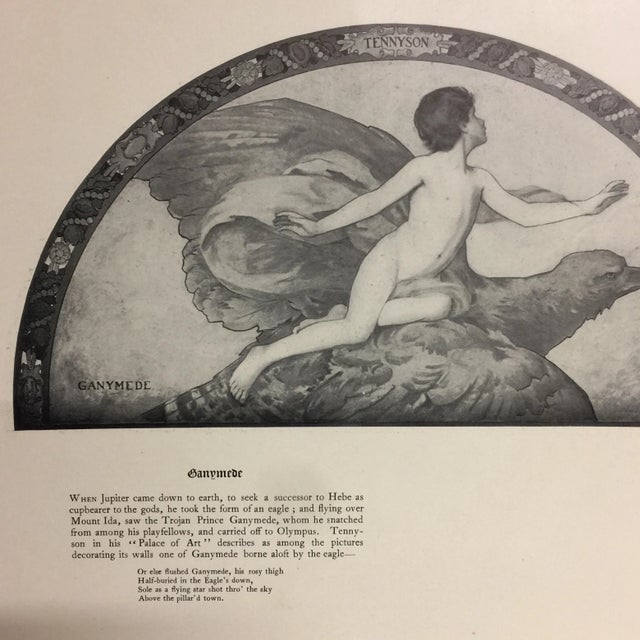 TENNYSON
GANYMEDE
Ganymede
WHEN Jupiter came down to earth, to seek a successor to Hebe as
cupbearer to the gods, he took the form of an eagle; and flying over
Mount Ida, saw the Trojan Prince Ganymede, whom he snatched
from among his playfellows, and carried off to Olympus. Tenny-
son in his "Palace of Art" describes as among the pictures
decorating its walls one of Ganymede borne aloft by the eagle—
Or else flushed Ganymede, his rosy thigh
Half-buried in the Eagle's down,
Sole as a flying star shot thro' the sky
Above the pillar'd town.